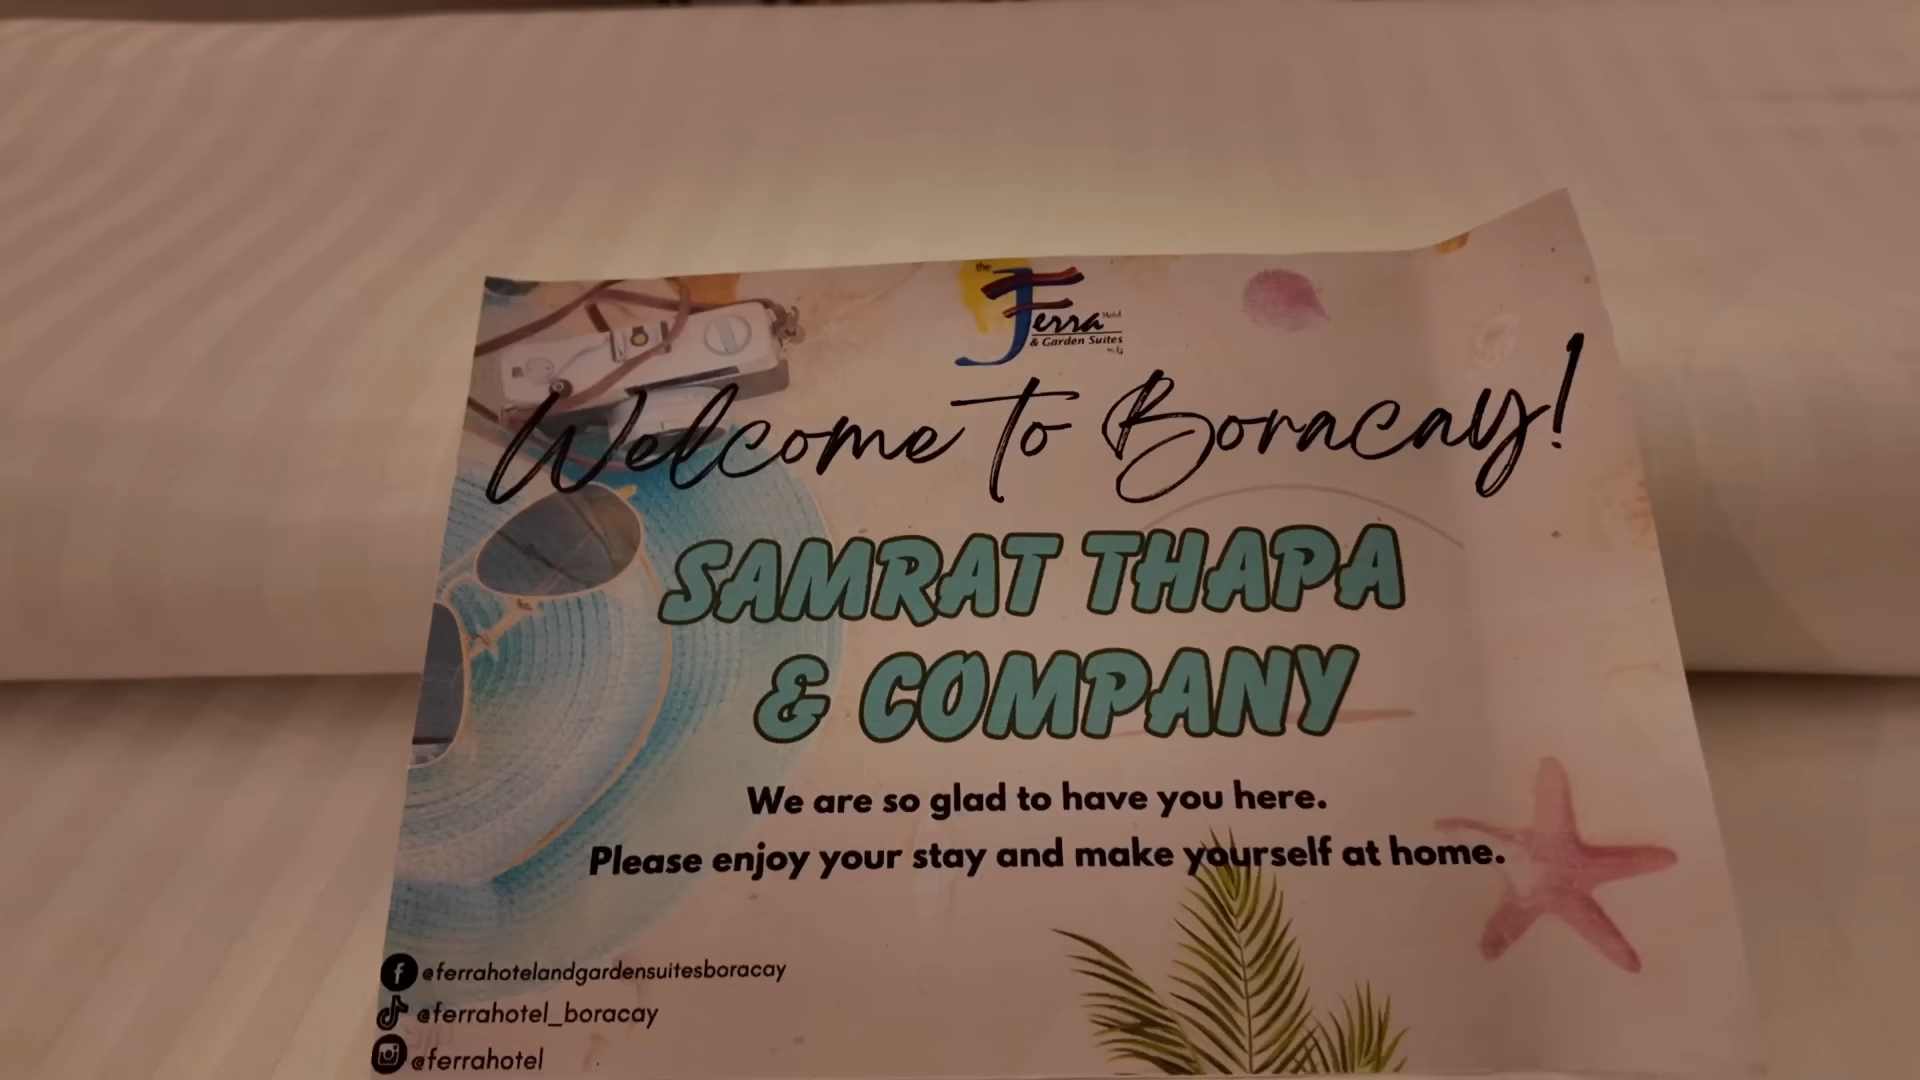 the
Ferra Hotel
& Garden Suites
Welcome to Boracay!
SAMRAT THAPA
& COMPANY
We are so glad to have you here.
Please enjoy your stay and make yourself at home.
@ferrahotelandgardensuitesboracay
@ferrahotel_boracay
@ferrahotel